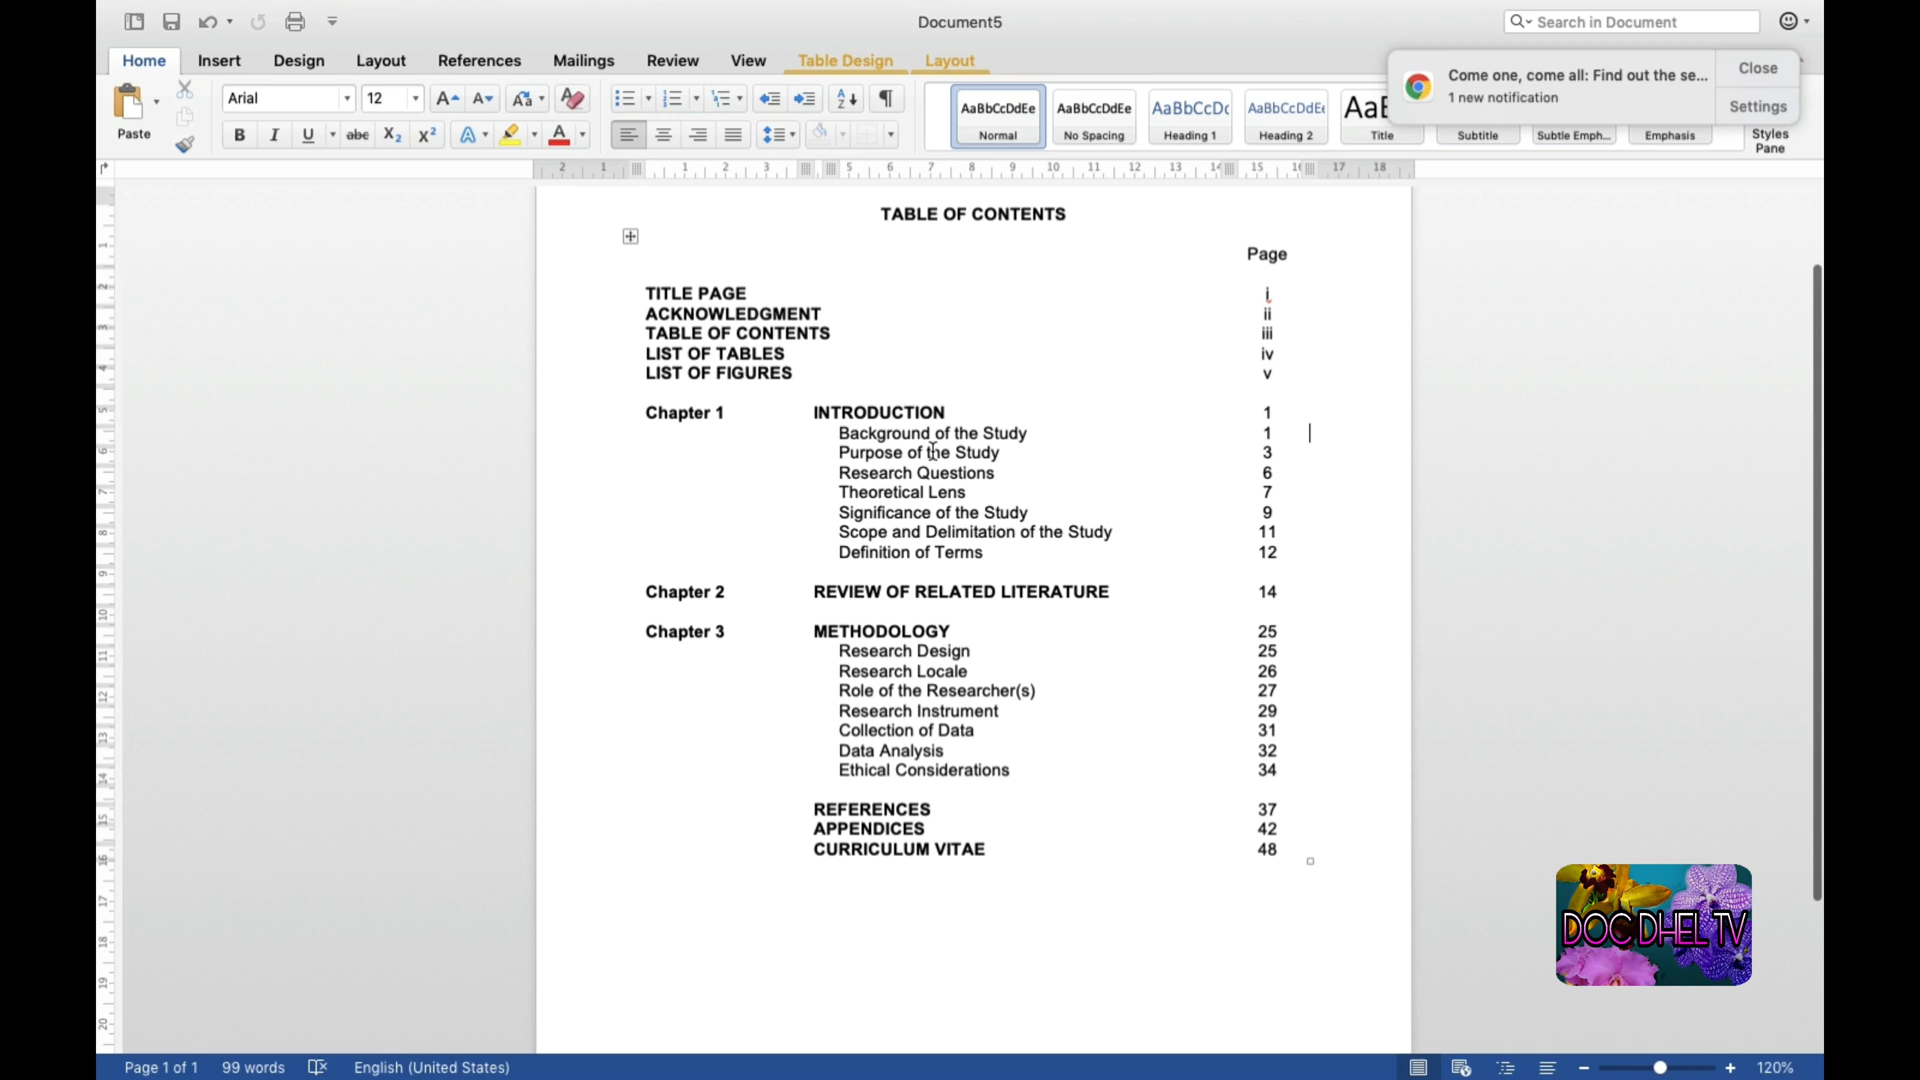 Document5
Search in Document
Home Insert Design Layout References Mailings Review View Table Design Layout
Come one, come all: Find out the se...
1 new notification
Close
Settings
Paste
Arial 12
AaBbCcDdEe AaBbCcDdEe AaBbCcDc AaBbCcDdEe
Normal No Spacing Heading 1 Heading 2 Title Subtitle Subtle Emph... Emphasis
Styles
Pane
TABLE OF CONTENTS
Page
TITLE PAGE i
ACKNOWLEDGMENT ii
TABLE OF CONTENTS iii
LIST OF TABLES iv
LIST OF FIGURES v
Chapter 1 INTRODUCTION 1
Background of the Study 1
Purpose of the Study 3
Research Questions 6
Theoretical Lens 7
Significance of the Study 9
Scope and Delimitation of the Study 11
Definition of Terms 12
Chapter 2 REVIEW OF RELATED LITERATURE 14
Chapter 3 METHODOLOGY 25
Research Design 25
Research Locale 26
Role of the Researcher(s) 27
Research Instrument 29
Collection of Data 31
Data Analysis 32
Ethical Considerations 34
REFERENCES 37
APPENDICES 42
CURRICULUM VITAE 48
DOC DHEL TV
Page 1 of 1 99 words English (United States) 120%